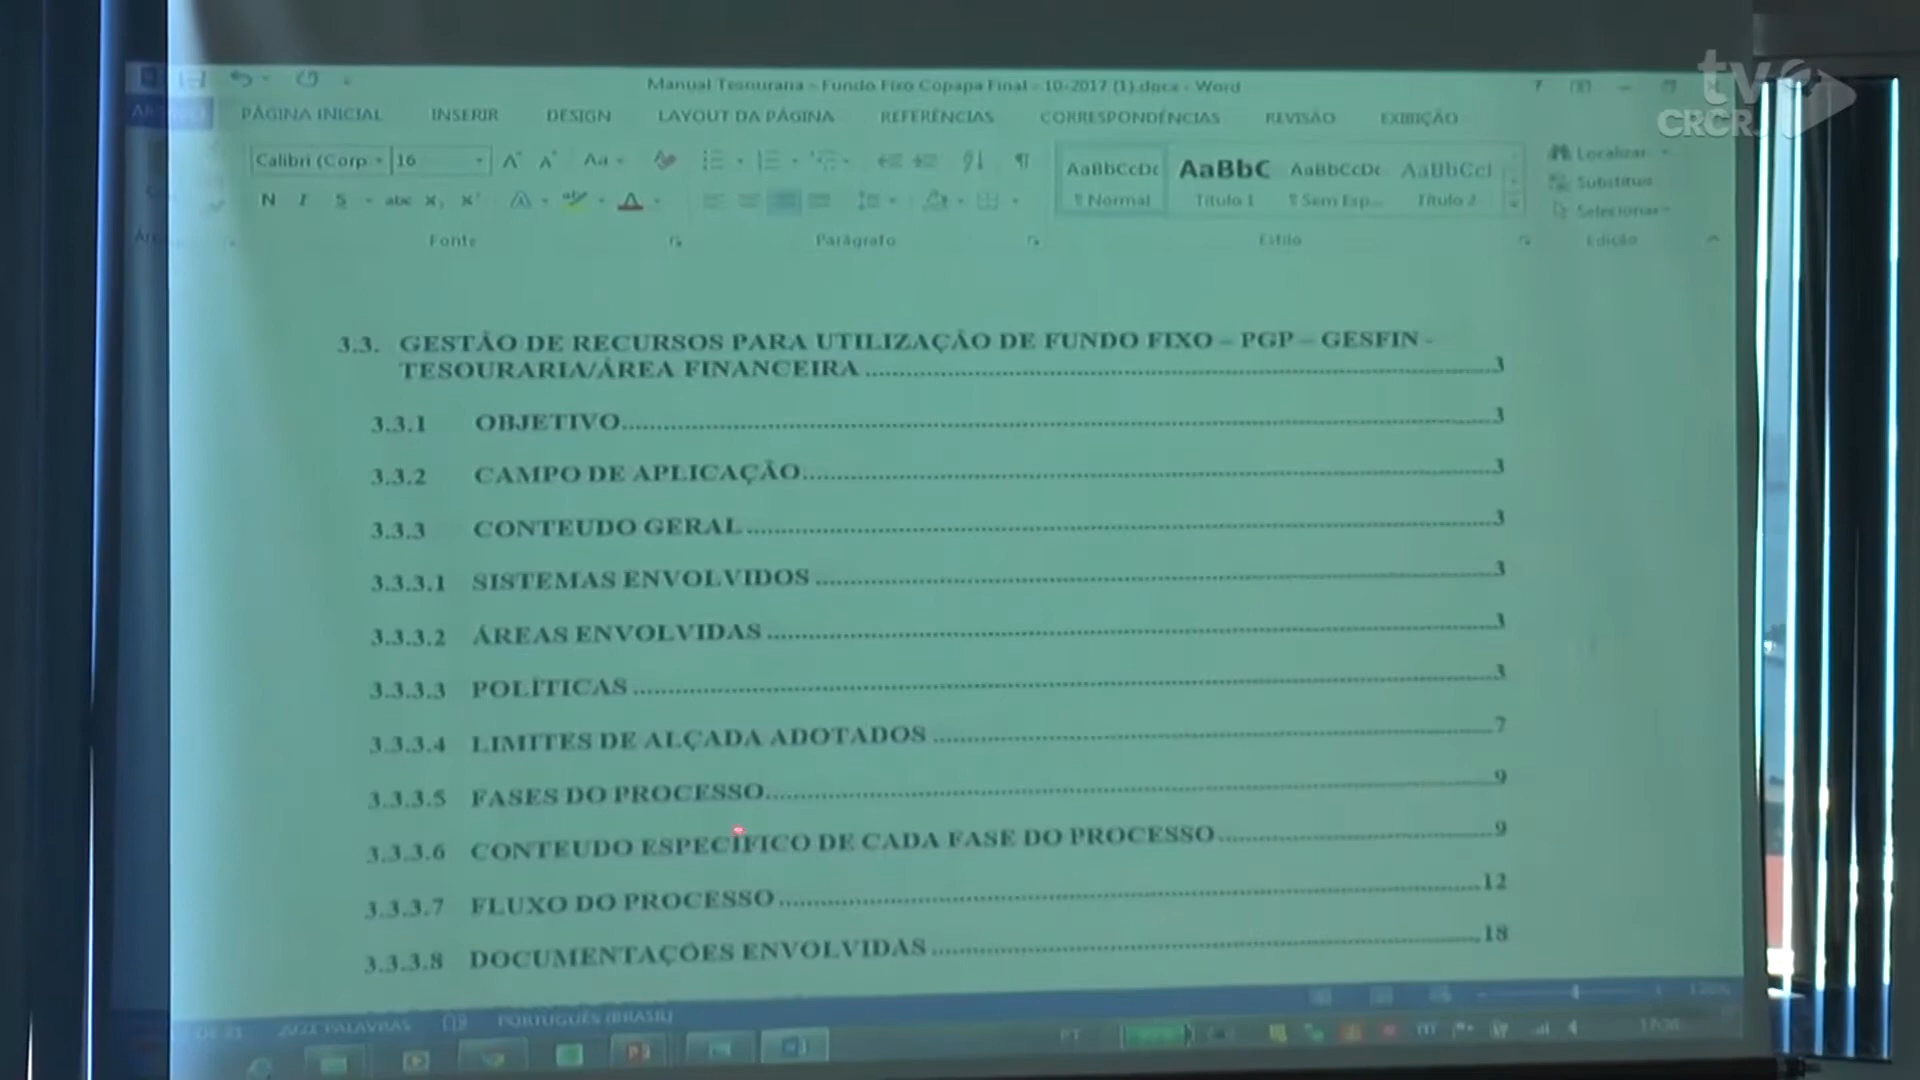 tv
CRCRJ
Manual Tesouraria - Fundo Fixo Copapa Final - 10-2017 (1).docx - Word
PÁGINA INICIAL INSERIR DESIGN LAYOUT DA PÁGINA REFERÊNCIAS CORRESPONDÊNCIAS REVISÃO EXIBIÇÃO
Calibri (Corp 16 Aa Localizar
AaBbCcDc AaBbC AaBbCcDc AaBbCcI Substituir
N I S abc X, X' A ab A ¶ Normal Título 1 ¶ Sem Esp... Título 2 Selecionar
Fonte Parágrafo Estilo Edição
3.3. GESTÃO DE RECURSOS PARA UTILIZAÇÃO DE FUNDO FIXO – PGP – GESFIN -
TESOURARIA/ÁREA FINANCEIRA 3
3.3.1 OBJETIVO 3
3.3.2 CAMPO DE APLICAÇÃO 3
3.3.3 CONTEUDO GERAL 3
3.3.3.1 SISTEMAS ENVOLVIDOS 3
3.3.3.2 ÁREAS ENVOLVIDAS 3
3.3.3.3 POLÍTICAS 3
3.3.3.4 LIMITES DE ALÇADA ADOTADOS 7
3.3.3.5 FASES DO PROCESSO 9
3.3.3.6 CONTEUDO ESPECÍFICO DE CADA FASE DO PROCESSO 9
3.3.3.7 FLUXO DO PROCESSO 12
3.3.3.8 DOCUMENTAÇÕES ENVOLVIDAS 18
PALAVRAS PORTUGUÊS (BRASIL)
PT